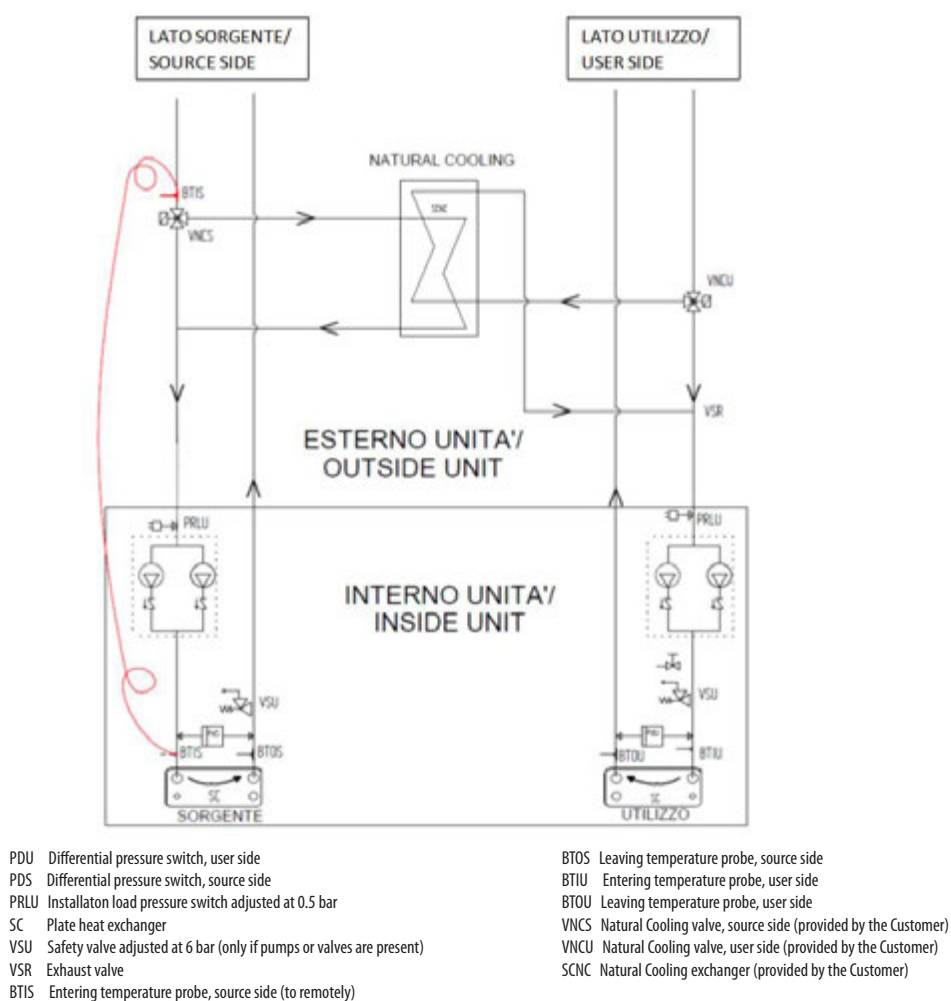 LATO SORGENTE/
SOURCE SIDE
LATO UTILIZZO/
USER SIDE
NATURAL COOLING
BTIS
SCNC
VNCS
VNCU
VSR
ESTERNO UNITA'/
OUTSIDE UNIT
PRLU
PRLU
INTERNO UNITA'/
INSIDE UNIT
VSU
VSU
BTIS
PDS
BTOS
BTOU
PDU
BTIU
SC
SC
SORGENTE
UTILIZZO
PDU Differential pressure switch, user side
PDS Differential pressure switch, source side
PRLU Installaton load pressure switch adjusted at 0.5 bar
SC Plate heat exchanger
VSU Safety valve adjusted at 6 bar (only if pumps or valves are present)
VSR Exhaust valve
BTIS Entering temperature probe, source side (to remotely)
BTOS Leaving temperature probe, source side
BTIU Entering temperature probe, user side
BTOU Leaving temperature probe, user side
VNCS Natural Cooling valve, source side (provided by the Customer)
VNCU Natural Cooling valve, user side (provided by the Customer)
SCNC Natural Cooling exchanger (provided by the Customer)